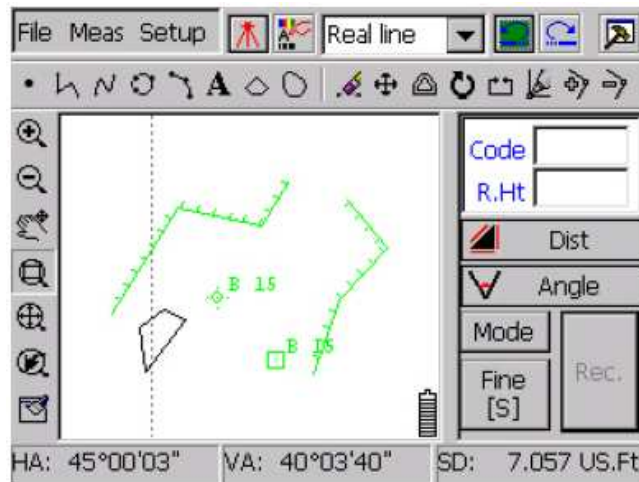 File Meas Setup Real line
A
Code
R.Ht
Dist
B 15
Angle
B 15
Mode
Fine
[S]
Rec.
HA: 45°00'03" VA: 40°03'40" SD: 7.057 US.Ft